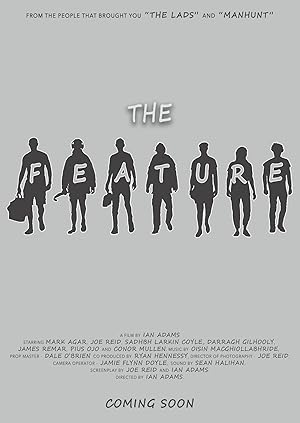 FROM THE PEOPLE THAT BROUGHT YOU "THE LADS" AND "MANHUNT"
THE
FEATURE
A FILM BY IAN ADAMS
STARRING MARK AGAR, JOE REID, SADHBH LARKIN COYLE, DARRAGH GILHOOLY,
JAMES REMAR, PIUS OJO AND CONOR MULLEN. MUSIC BY OISIN MACGHIOLLABHRIDE,
PROP MASTER - DALE O'BRIEN CO PRODUCED BY RYAN HENNESSY, DIRECTOR OF PHOTOGRAPHY - JOE REID
CAMERA OPERATOR - JAMIE FLYNN DOYLE, SOUND BY SEAN HALIHAN,
SCREENPLAY BY JOE REID AND IAN ADAMS
DIRECTED BY IAN ADAMS.
COMING SOON